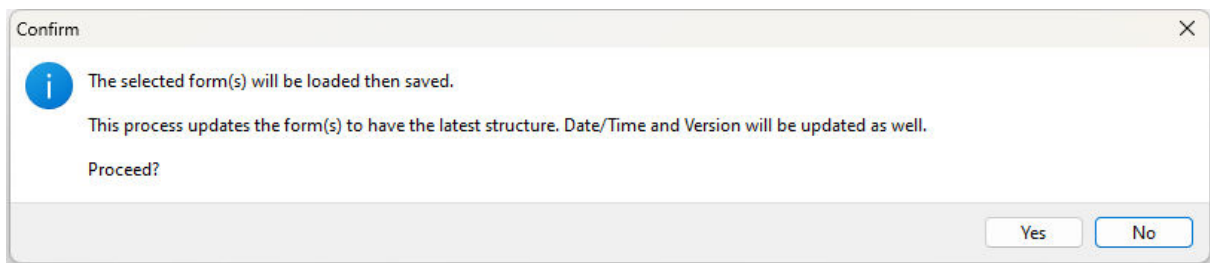 Confirm
The selected form(s) will be loaded then saved.
This process updates the form(s) to have the latest structure. Date/Time and Version will be updated as well.
Proceed?
Yes
No